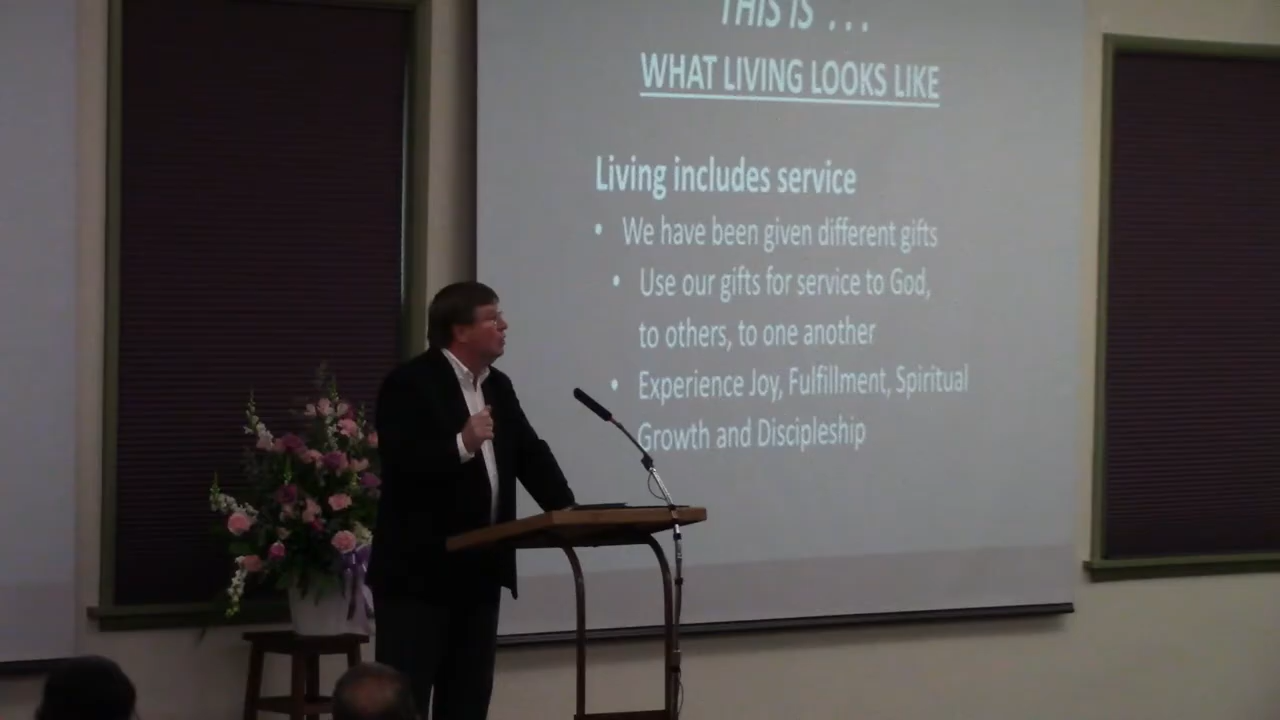 THIS IS . . .
WHAT LIVING LOOKS LIKE
Living includes service
• We have been given different gifts
• Use our gifts for service to God,
to others, to one another
• Experience Joy, Fulfillment, Spiritual
Growth and Discipleship